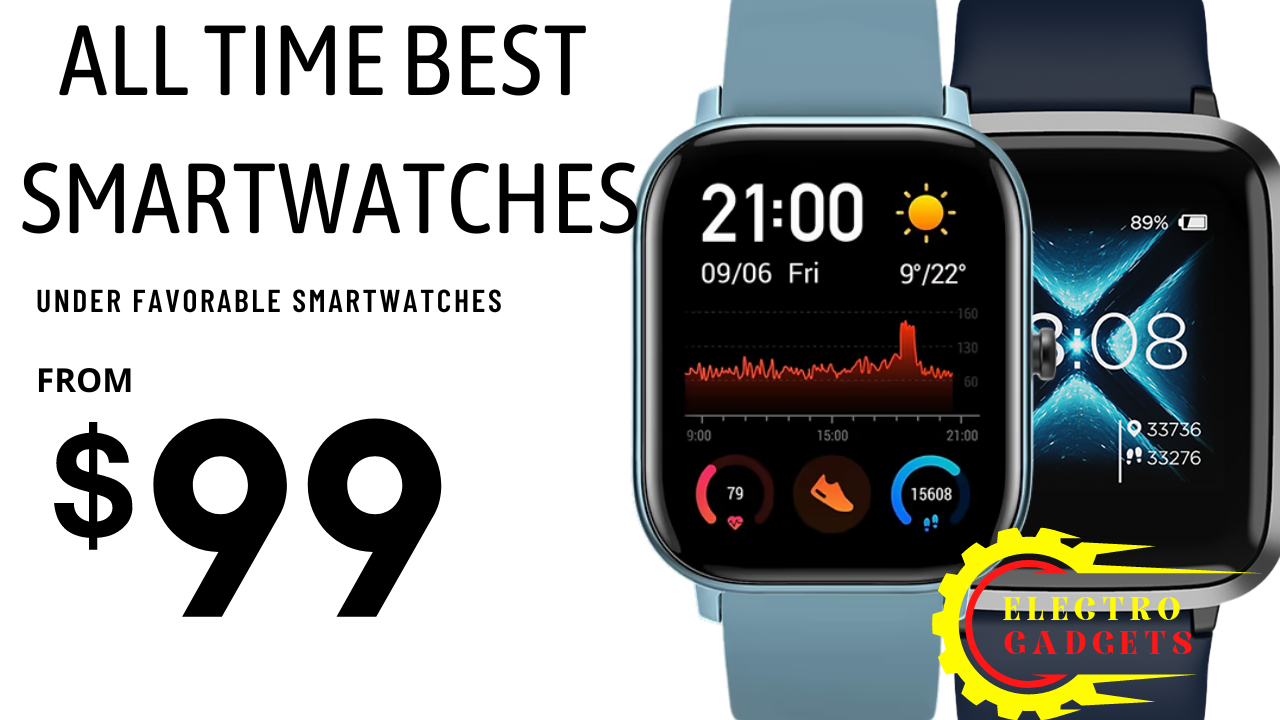 ALL TIME BEST
SMARTWATCHES
UNDER FAVORABLE SMARTWATCHES
FROM
$99
21:00
09/06 Fri
9°/22°
160
130
60
9:00
15:00
21:00
79
15608
89%
:08
33736
33276
ELECTRO
GADGETS